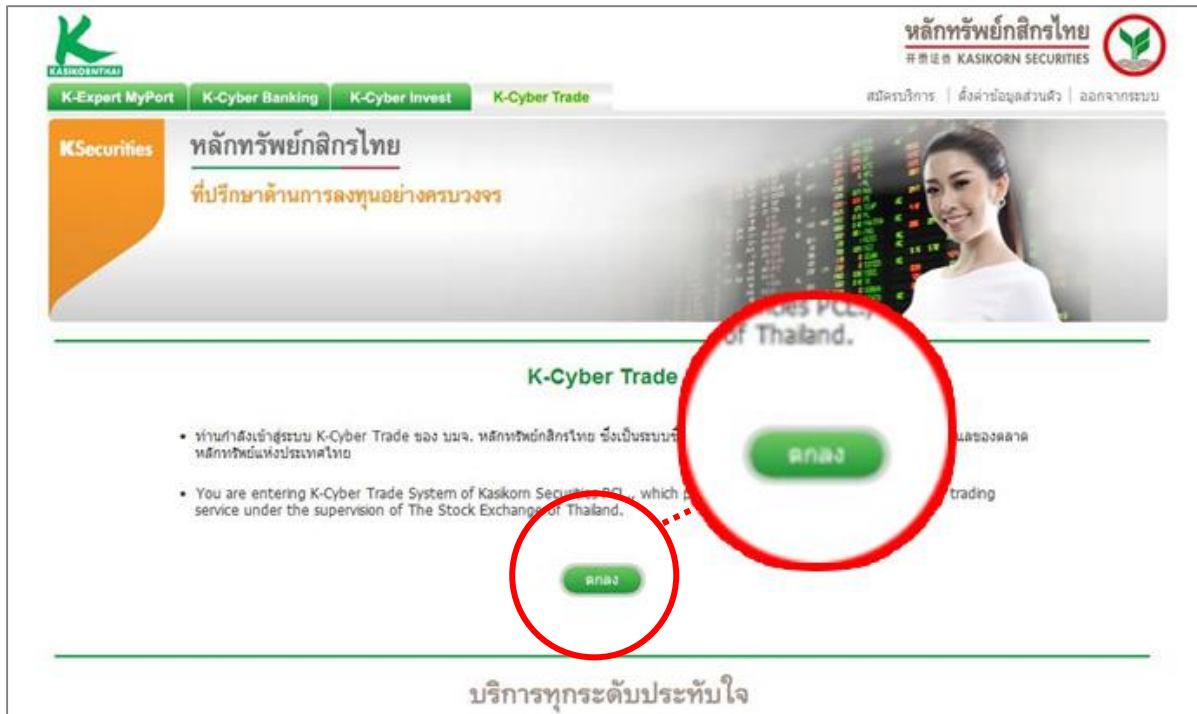 KASIKORNTHAI
หลักทรัพย์กสิกรไทย
开泰证券 KASIKORN SECURITIES
K-Expert MyPort K-Cyber Banking K-Cyber Invest K-Cyber Trade
สมัครบริการ | ตั้งค่าข้อมูลส่วนตัว | ออกจากระบบ
KSecurities
หลักทรัพย์กสิกรไทย
ที่ปรึกษาด้านการลงทุนอย่างครบวงจร
PCL.,
of Thailand.
K-Cyber Trade
• ท่านกำลังเข้าสู่ระบบ K-Cyber Trade ของ บมจ. หลักทรัพย์กสิกรไทย ซึ่งเป็นระบบ ตลาด
หลักทรัพย์แห่งประเทศไทย
ตกลง
• You are entering K-Cyber Trade System of Kasikorn Securities PCL., which trading
service under the supervision of The Stock Exchange of Thailand.
ตกลง
บริการทุกระดับประทับใจ